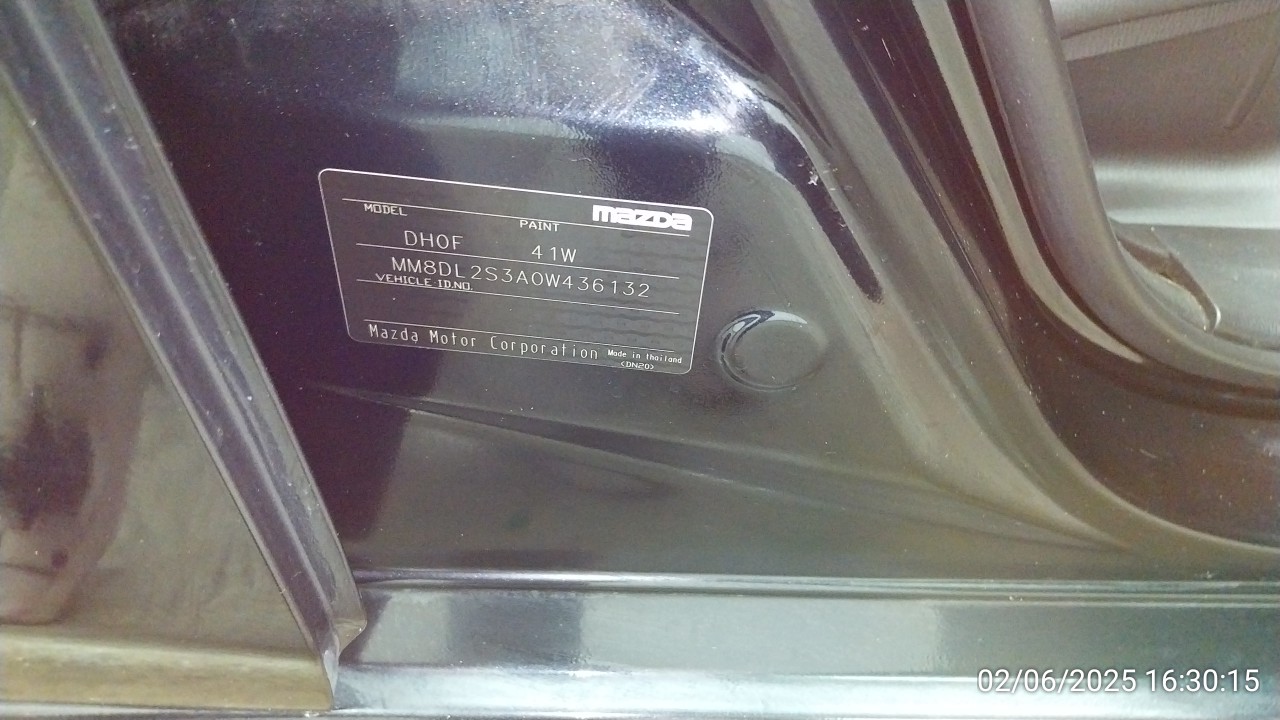 mazda
MODEL PAINT
DH0F 41W
MM8DL2S3A0W436132
VEHICLE ID.NO.
Mazda Motor Corporation Made in Thailand
<DN20>
02/06/2025 16:30:15